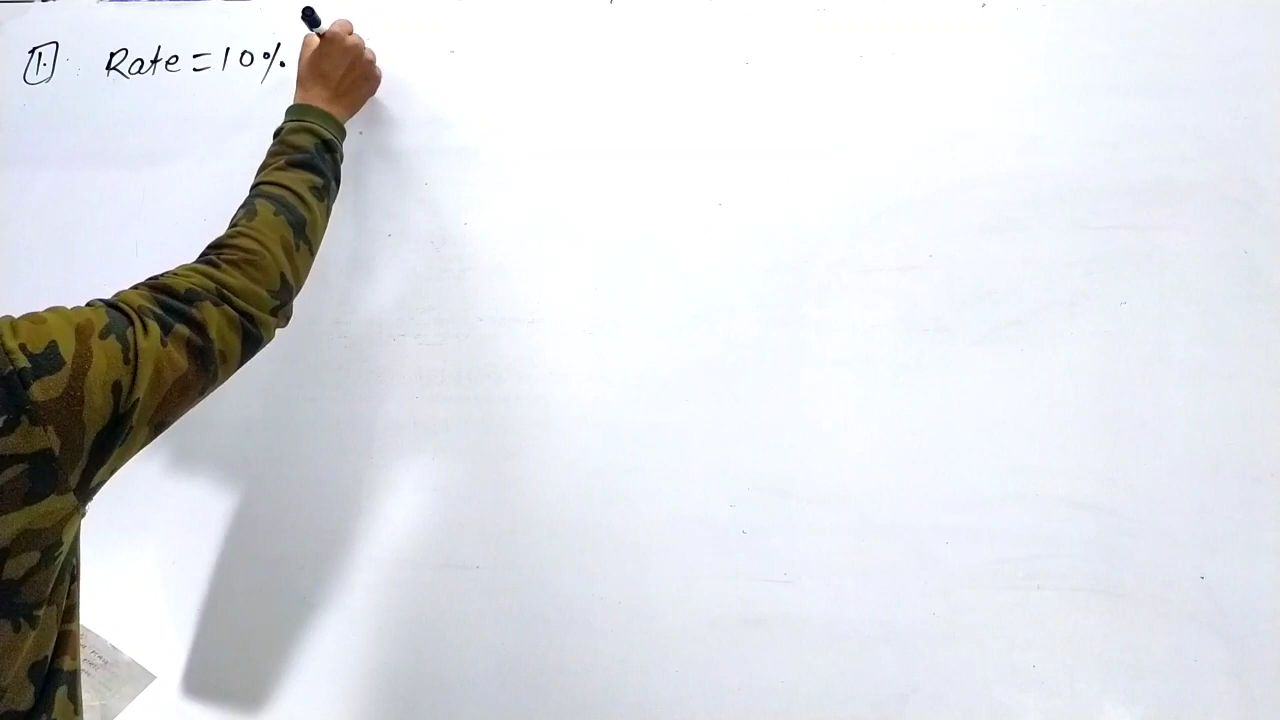 1. Rate = 10%